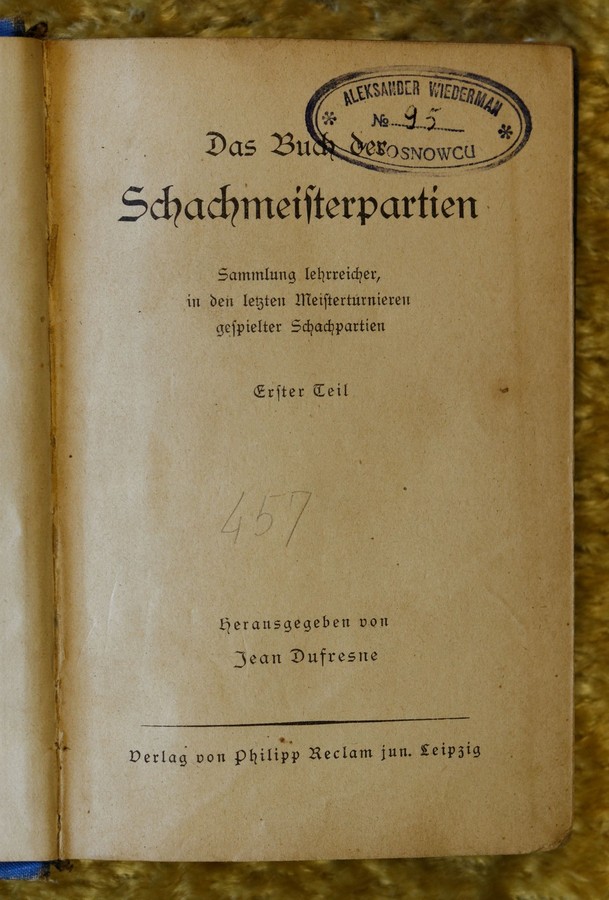 ALEKSANDER WIEDERMAN
№ 95
SOSNOWCU
Das Buch der
Schachmeiſterpartien
Sammlung lehrreicher,
in den letzten Meiſterturnieren
geſpielter Schachpartien
Erſter Teil
457
Herausgegeben von
Jean Dufresne
Verlag von Philipp Reclam jun. Leipzig